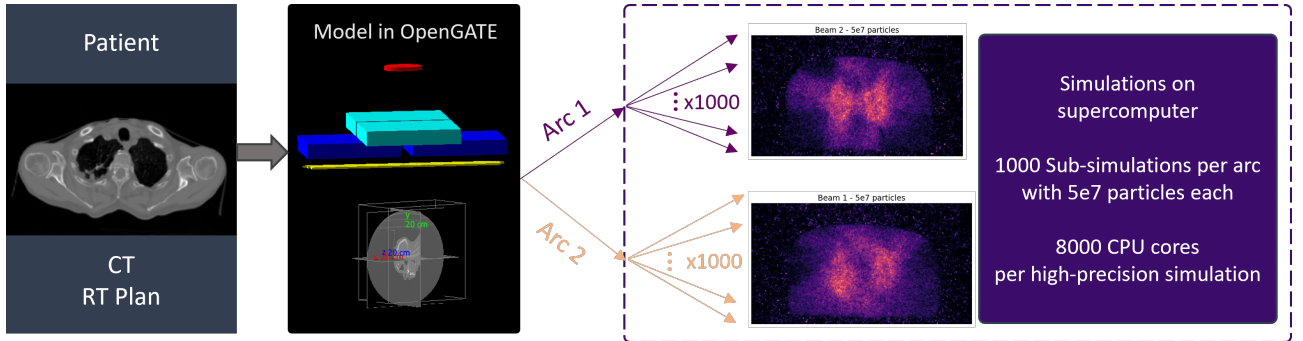 Patient
CT
RT Plan
Model in OpenGATE
y
20 cm
z 20 cm
Arc 1
Arc 2
⋮ x1000
Beam 2 - 5e7 particles
⋮ x1000
Beam 1 - 5e7 particles
Simulations on
supercomputer
1000 Sub-simulations per arc
with 5e7 particles each
8000 CPU cores
per high-precision simulation